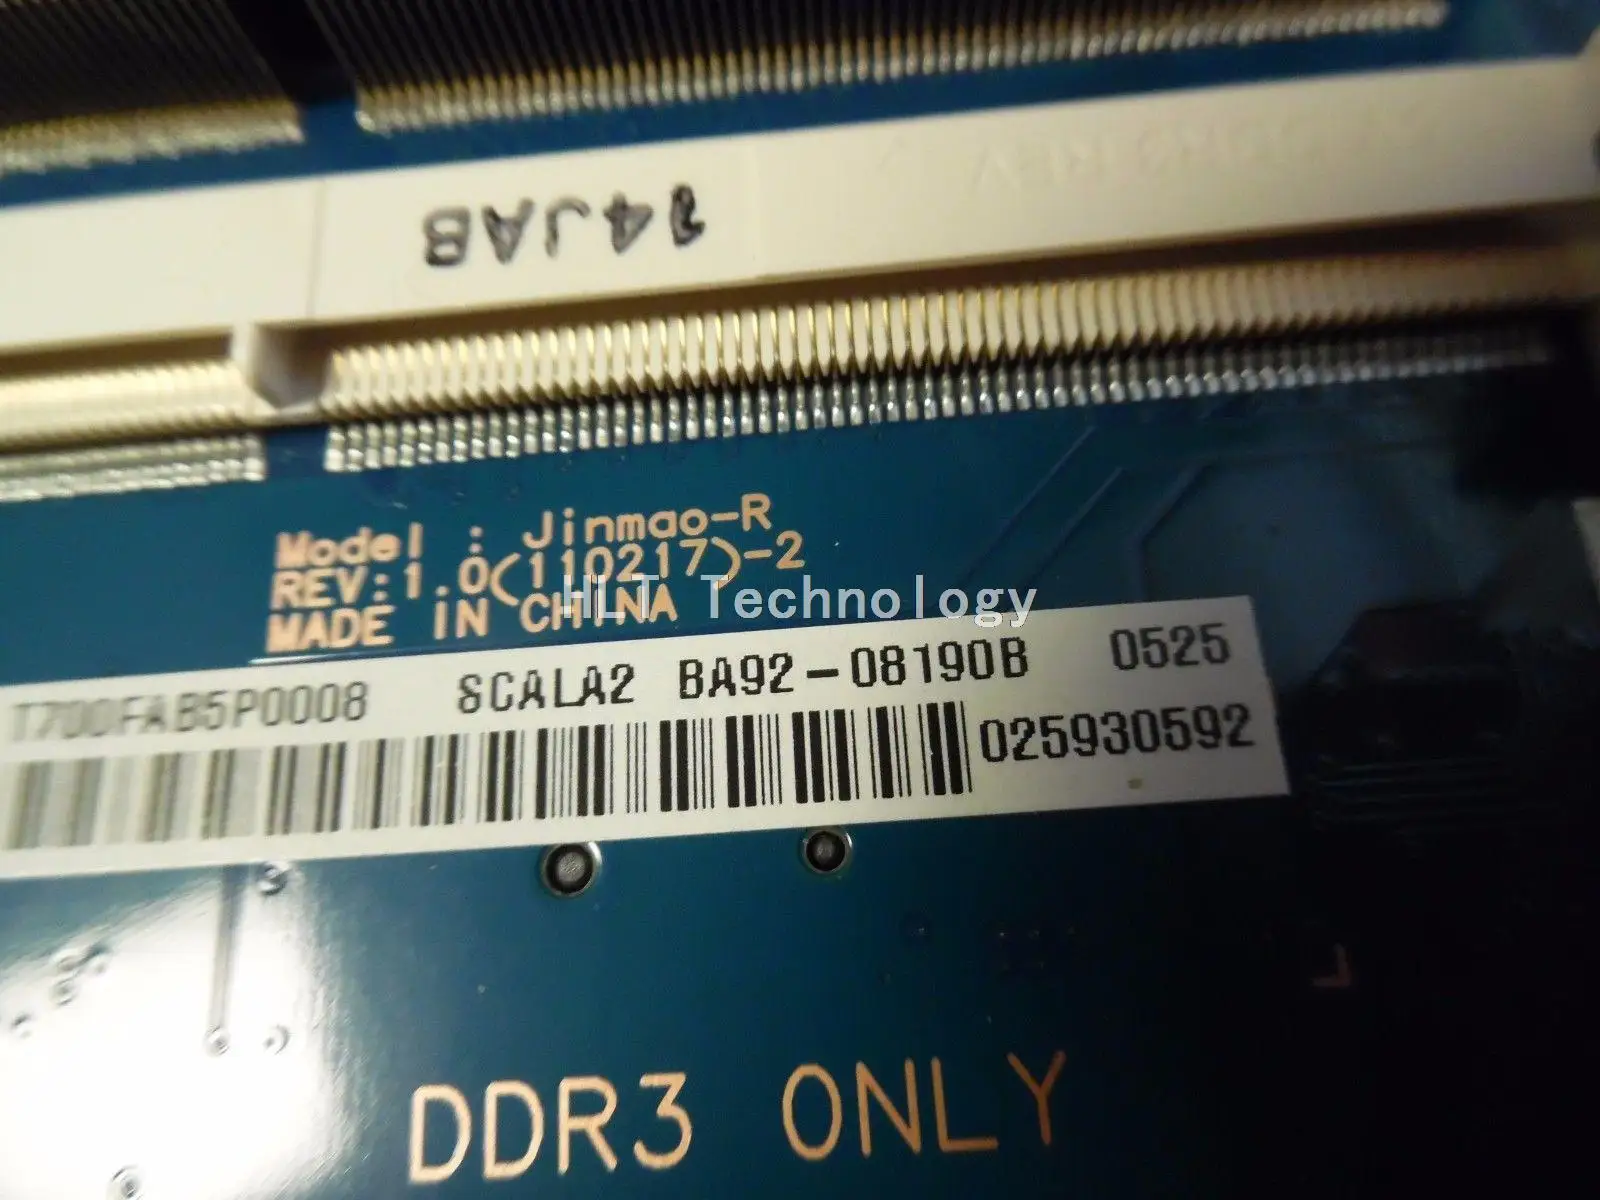 14JAB
Model : Jinmao-R
REV:1.0(110217)-2
MADE IN CHINA
HLT Technology
T700FAB5P0008 SCALA2 BA92-08190B 0525
025930592
DDR3 ONLY